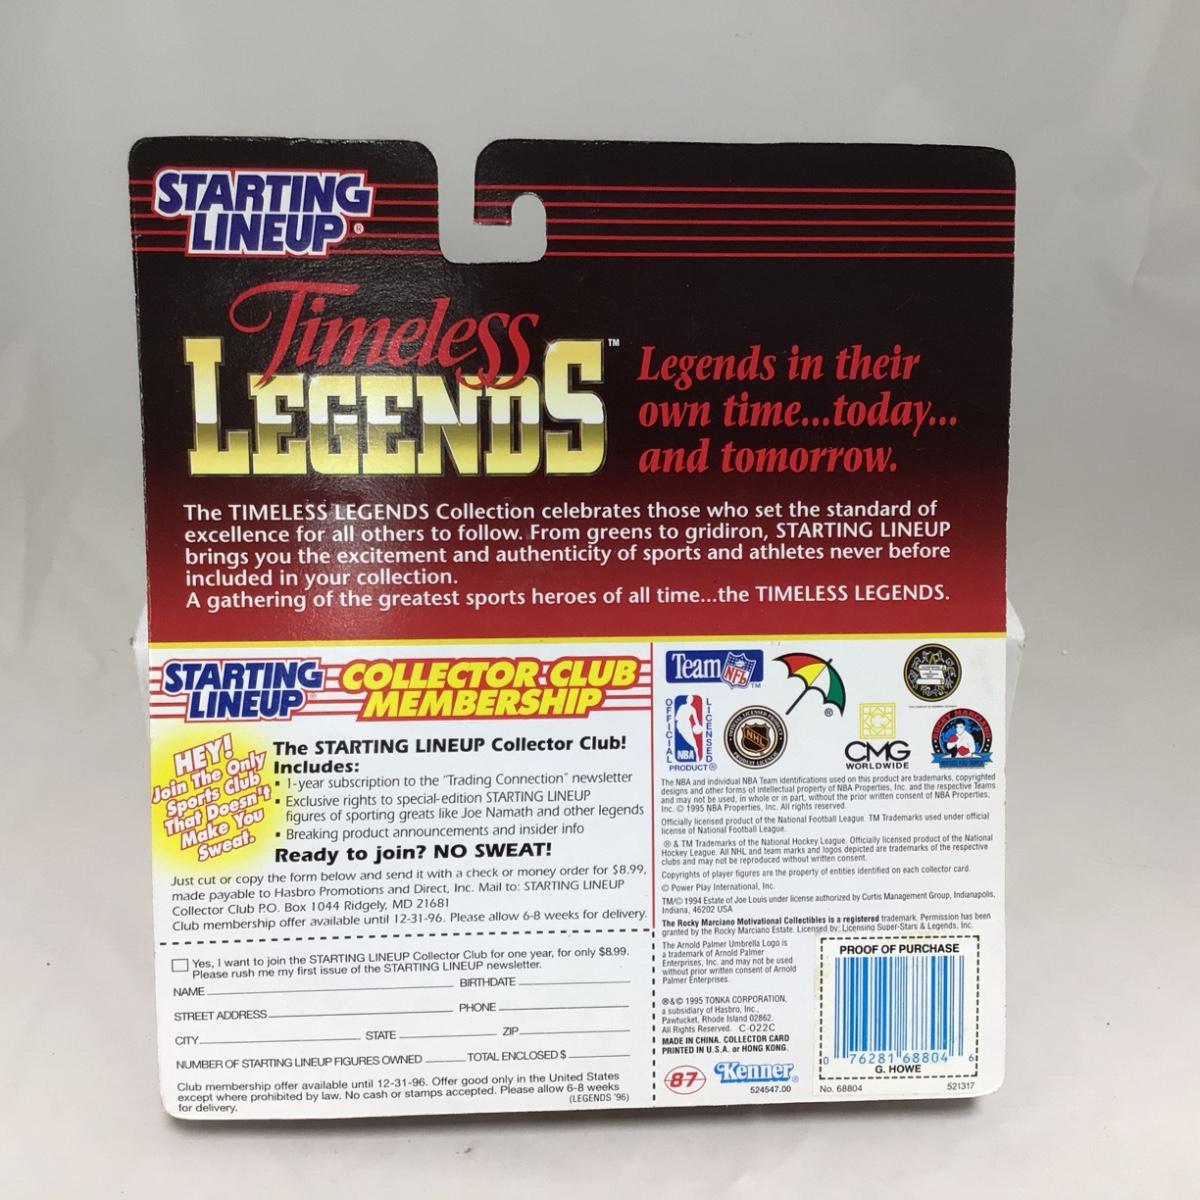 STARTING
LINEUP®
Timeless
LEGENDS™
Legends in their
own time...today...
and tomorrow.
The TIMELESS LEGENDS Collection celebrates those who set the standard of
excellence for all others to follow. From greens to gridiron, STARTING LINEUP
brings you the excitement and authenticity of sports and athletes never before
included in your collection.
A gathering of the greatest sports heroes of all time...the TIMELESS LEGENDS.
STARTING
LINEUP®
COLLECTOR CLUB
MEMBERSHIP
HEY!
Join The Only
Sports Club
That Doesn't
Make You
Sweat.
The STARTING LINEUP Collector Club!
Includes:
▪ 1-year subscription to the "Trading Connection" newsletter
▪ Exclusive rights to special-edition STARTING LINEUP
figures of sporting greats like Joe Namath and other legends
▪ Breaking product announcements and insider info
Ready to join? NO SWEAT!
Just cut or copy the form below and send it with a check or money order for $8.99,
made payable to Hasbro Promotions and Direct, Inc. Mail to: STARTING LINEUP
Collector Club P.O. Box 1044 Ridgely, MD 21681
Club membership offer available until 12-31-96. Please allow 6-8 weeks for delivery.
Yes, I want to join the STARTING LINEUP Collector Club for one year, for only $8.99.
Please rush me my first issue of the STARTING LINEUP newsletter.
NAME BIRTHDATE
STREET ADDRESS PHONE
CITY STATE ZIP
NUMBER OF STARTING LINEUP FIGURES OWNED TOTAL ENCLOSED $
Club membership offer available until 12-31-96. Offer good only in the United States
except where prohibited by law. No cash or stamps accepted. Please allow 6-8 weeks
for delivery. (LEGENDS '96)
Team NFL™
®
OFFICIAL
NBA
LICENSED
PRODUCT®
NHL
CMG
WORLDWIDE
ROCKY MARCIANO
The NBA and individual NBA Team identifications used on this product are trademarks, copyrighted
designs and other forms of intellectual property of NBA Properties, Inc. and the respective Teams
and may not be used, in whole or in part, without the prior written consent of NBA Properties,
Inc. © 1995 NBA Properties, Inc. All rights reserved.
Officially licensed product of the National Football League. TM Trademarks used under official
license of National Football League.
® & TM Trademarks of the National Hockey League. Officially licensed product of the National
Hockey League. All NHL and team marks and logos depicted are trademarks of the respective
clubs and may not be reproduced without written consent.
Copyrights of player figures are the property of entities identified on each collector card.
© Power Play International, Inc.
TM/© 1994 Estate of Joe Louis under license authorized by Curtis Management Group, Indianapolis,
Indiana, 46202 USA
The Rocky Marciano Motivational Collectibles is a registered trademark. Permission has been
granted by the Rocky Marciano Estate. Licensed by: Licensing Super-Stars & Legends, Inc.
The Arnold Palmer Umbrella Logo is
a trademark of Arnold Palmer
Enterprises, Inc. and may not be used
without prior written consent of Arnold
Palmer Enterprises.
®&© 1995 TONKA CORPORATION,
a subsidiary of Hasbro, Inc.,
Pawtucket, Rhode Island 02862.
All Rights Reserved. C-022C
MADE IN CHINA. COLLECTOR CARD
PRINTED IN U.S.A. or HONG KONG.
87
Kenner®
524547.00
PROOF OF PURCHASE
0 76281 68804 6
G. HOWE
No. 68804 521317